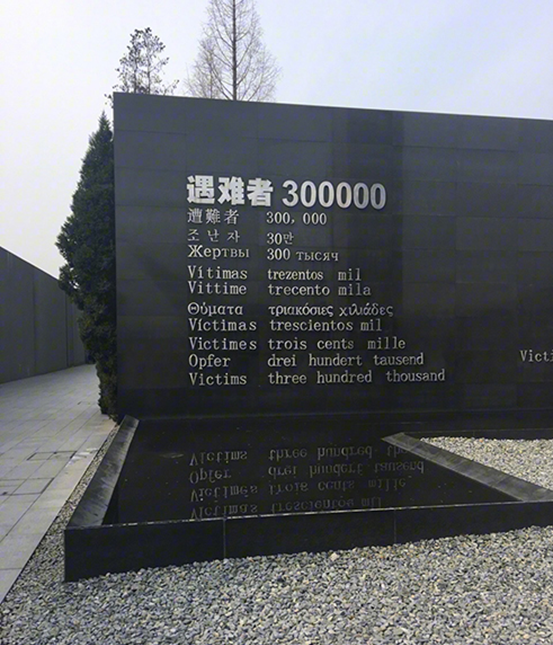 遇难者 300000
遭難者 300,000
조난자 30만
Жертвы 300 тысяч
Vítimas trezentos mil
Vittime trecento mila
Θύματα τριακόσιες χιλιάδες
Víctimas trescientos mil
Victimes trois cents mille
Opfer drei hundert tausend
Victims three hundred thousand